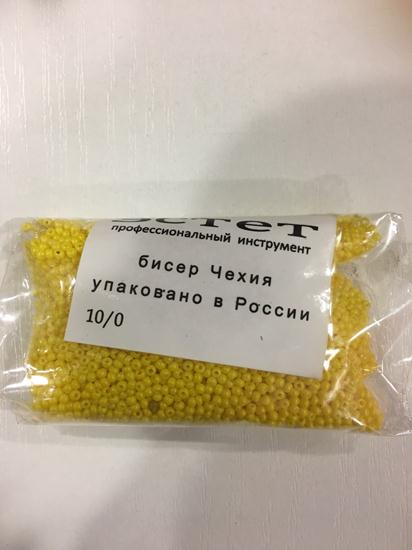 Эстет
профессиональный инструмент
бисер Чехия
упаковано в России
10/0